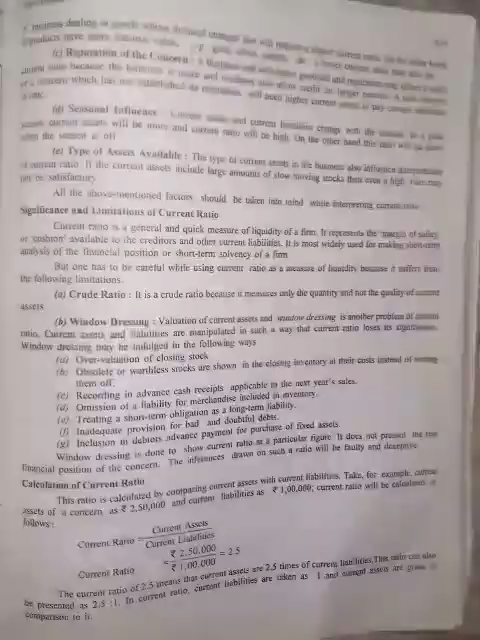 (c) Reputation of the Concern :
(d) Seasonal Influence : Current assets and current liabilities change with the season.
current assets will be more and current ratio will be high. On the other hand this ratio will be
when the season is off.
(e) Type of Assets Available : The type of current assets in the business also influence
of current ratio. If the current assets include large amounts of slow moving stocks then even a high ratio may
not be satisfactory.
All the above-mentioned factors should be taken into mind while interpreting current ratio.
Significance and Limitations of Current Ratio
Current ratio is a general and quick measure of liquidity of a firm. It represents the 'margin of safety'
or 'cushion' available to the creditors and other current liabilities. It is most widely used for making short-term
analysis of the financial position or short-term solvency of a firm
But one has to be careful while using current ratio as a measure of liquidity because it suffers from
the following limitations.
(a) Crude Ratio : It is a crude ratio because it measures only the quantity and not the quality of current
assets
(b) Window Dressing : Valuation of current assets and window dressing is another problem of current
ratio. Current assets and liabilities are manipulated in such a way that current ratio loses its significance.
Window dressing may be indulged in the following ways
(a) Over-valuation of closing stock
(b) Obsolete or worthless stocks are shown in the closing inventory at their costs instead of writing
them off.
(c) Recording in advance cash receipts applicable to the next year's sales.
(d) Omission of a liability for merchandise included in inventory.
(e) Treating a short-term obligation as a long-term liability.
(f) Inadequate provision for bad and doubtful debts.
(g) Inclusion in debtors advance payment for purchase of fixed assets
Window dressing is done to show current ratio at a particular figure. It does not present the true
financial position of the concern. The inferences drawn on such a ratio will be faulty and deceptive
Calculation of Current Ratio
This ratio is calculated by comparing current assets with current liabilities. Take, for example, current
assets of a concern as ₹ 2,50,000 and current liabilities as ₹ 1,00,000; current ratio will be calculated as
follows :
Current Ratio = Current Assets
Current Liabilities
Current Ratio = ₹ 2,50,000 = 2.5
₹ 1,00,000
The current ratio of 2.5 means that current assets are 2.5 times of current liabilities. This ratio can also
be presented as 2.5 : 1. In current ratio, current liabilities are taken as 1 and current assets are given in
comparison to it.